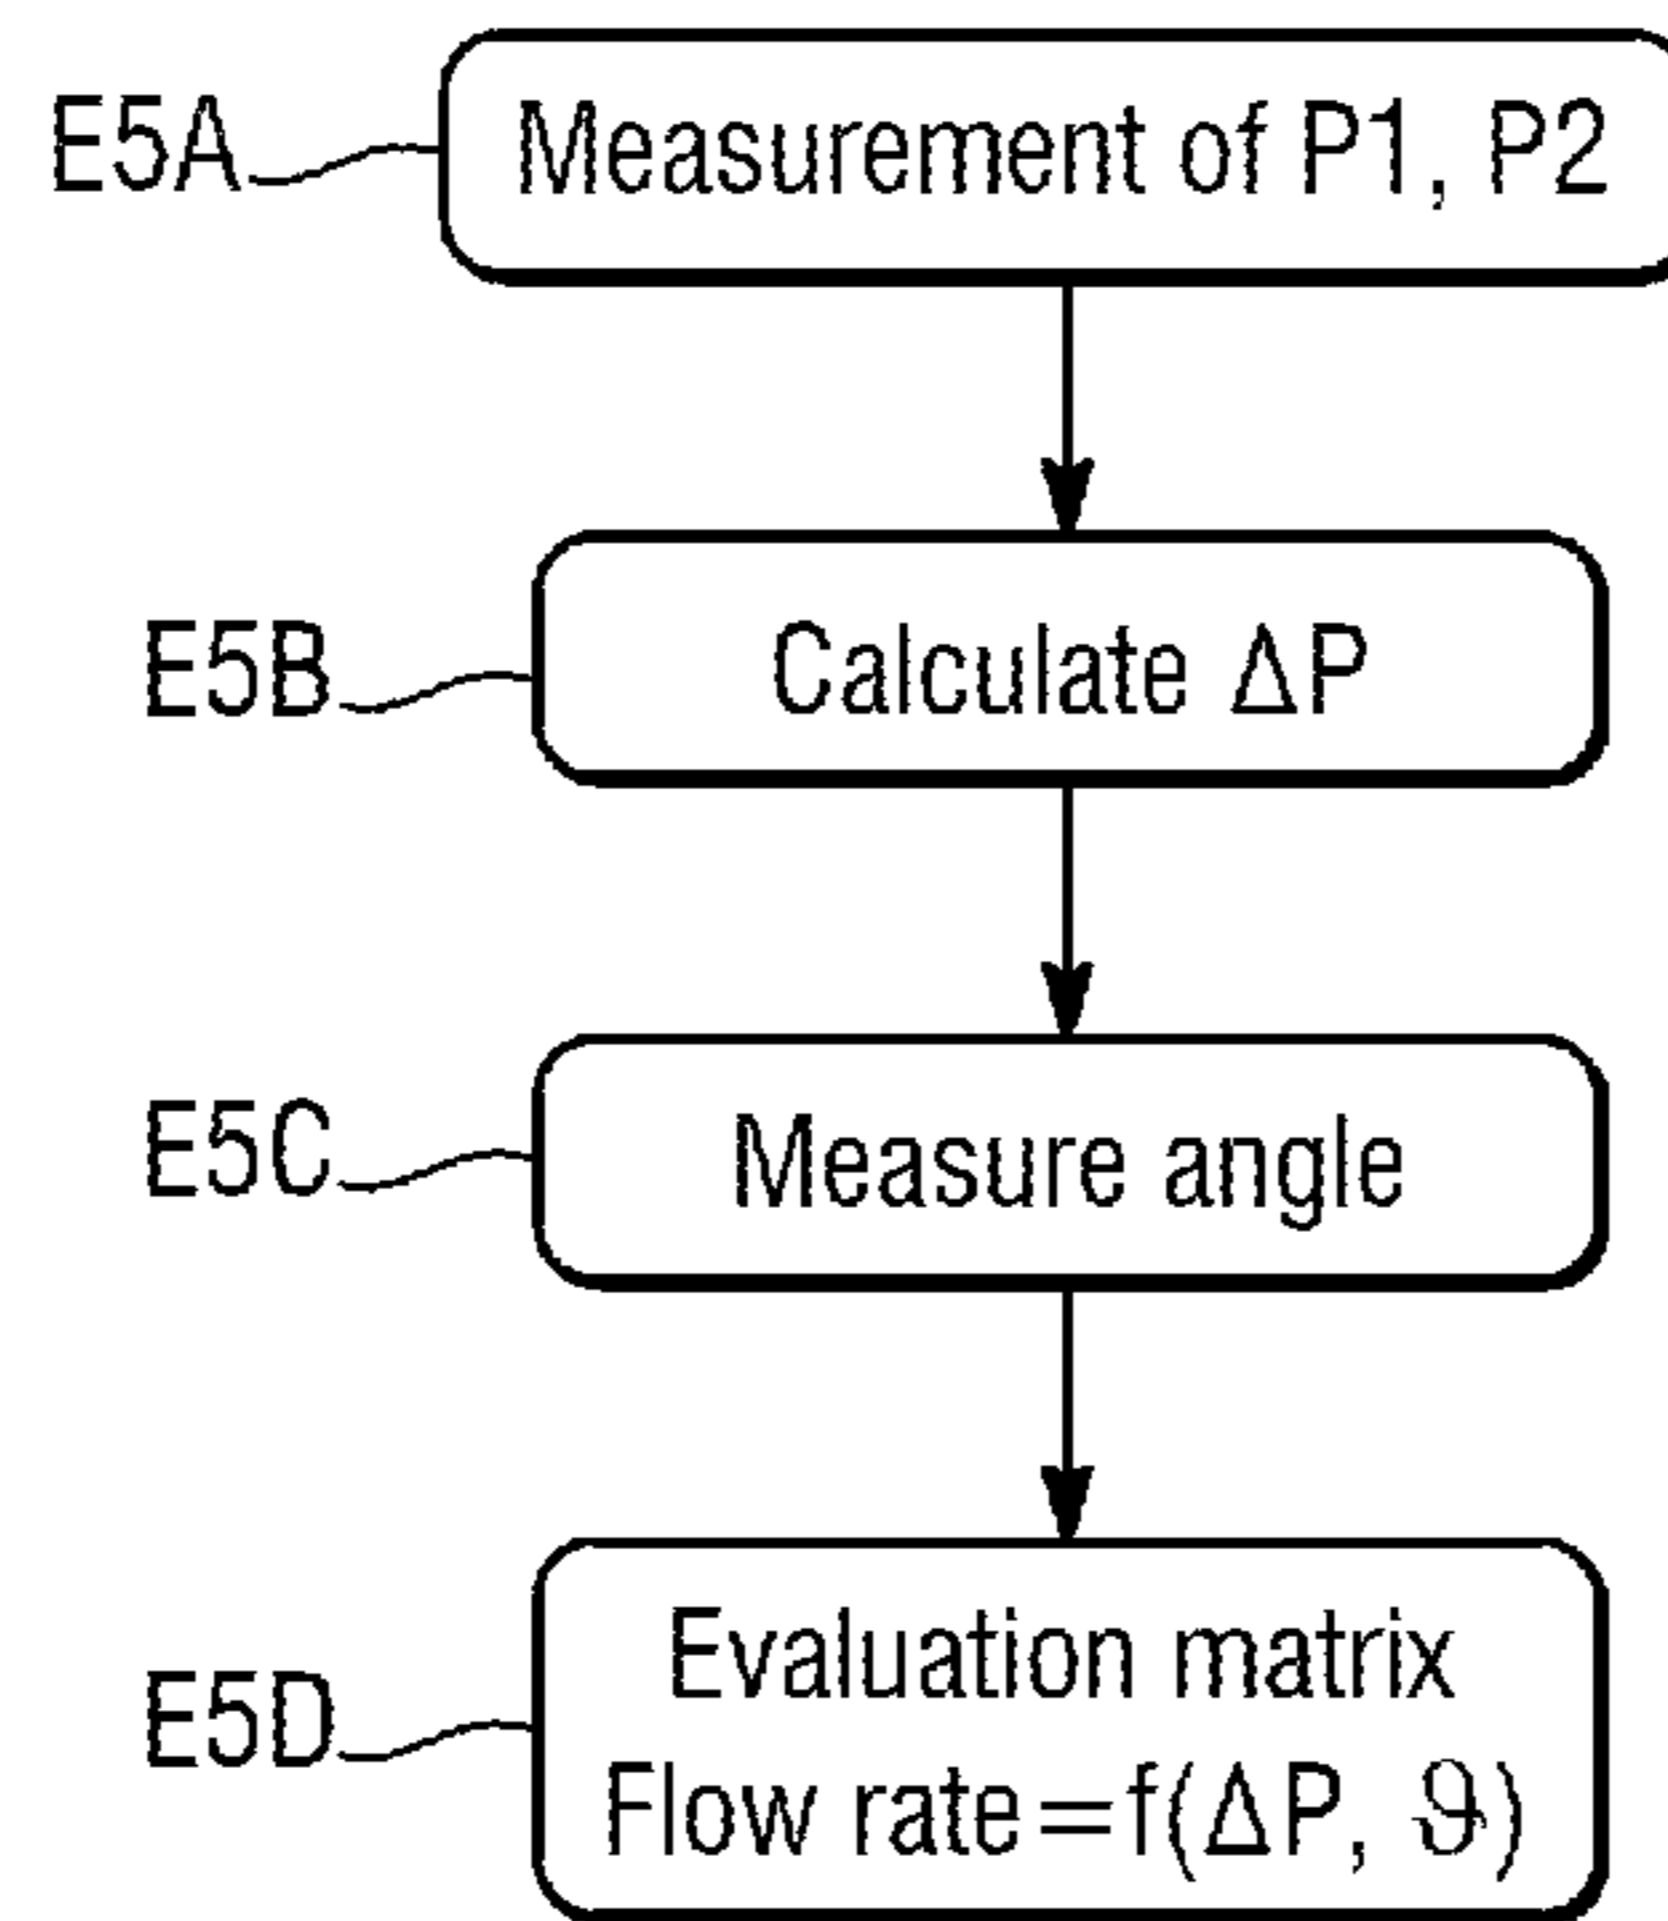 E5A
Measurement of P1, P2
E5B
Calculate ΔP
E5C
Measure angle
E5D
Evaluation matrix
Flow rate=f(ΔP, ϑ)